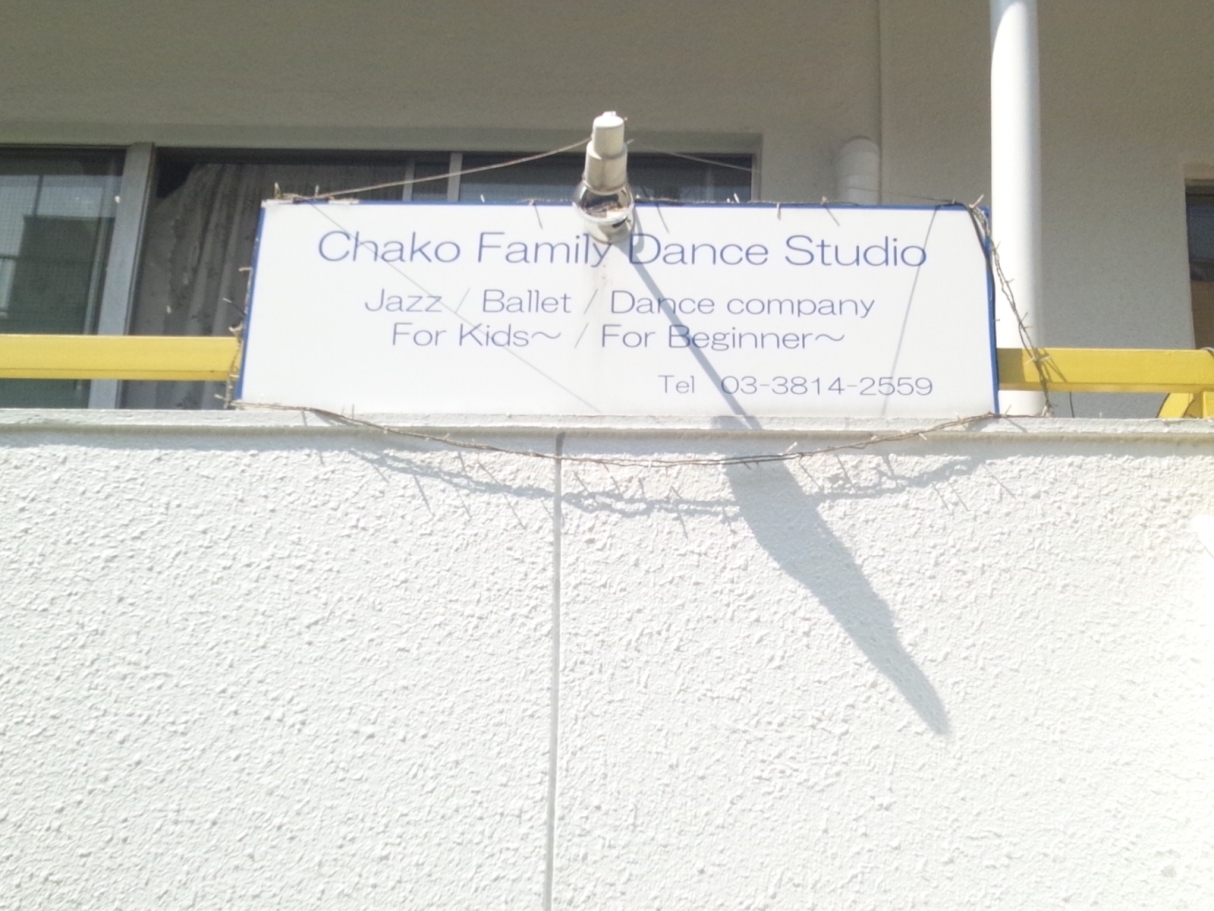 Chako Family Dance Studio
Jazz / Ballet / Dance company
For Kids～ / For Beginner～
Tel 03-3814-2559